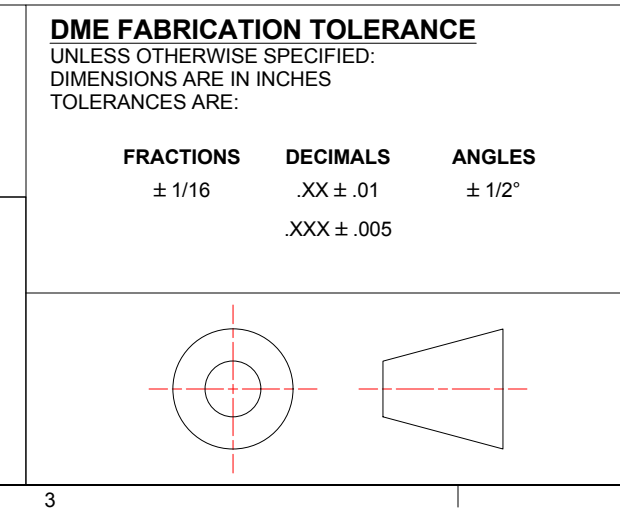 DME FABRICATION TOLERANCE
UNLESS OTHERWISE SPECIFIED:
DIMENSIONS ARE IN INCHES
TOLERANCES ARE:
FRACTIONS DECIMALS ANGLES
± 1/16 .XX ± .01 ± 1/2°
.XXX ± .005
3